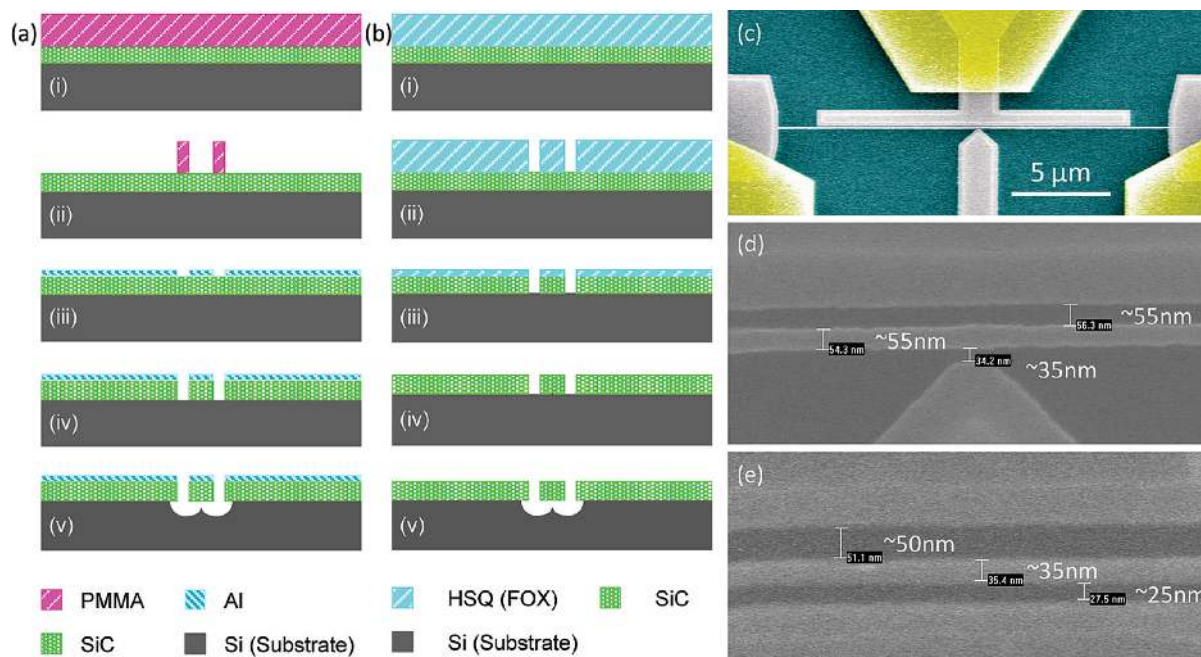 (a)
(i)
(ii)
(iii)
(iv)
(v)
PMMA
Al
SiC
Si (Substrate)
(b)
(i)
(ii)
(iii)
(iv)
(v)
HSQ (FOX)
SiC
Si (Substrate)
(c)
5 µm
(d)
56.3 nm
~55nm
54.3 nm
~55nm
34.2 nm
~35nm
(e)
51.1 nm
~50nm
35.4 nm
~35nm
27.5 nm
~25nm